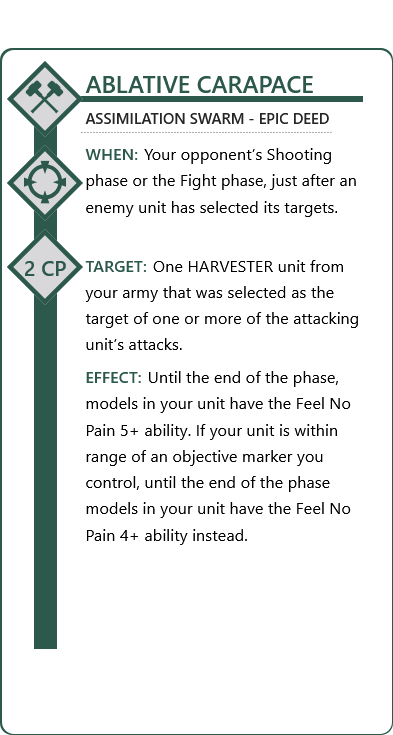 ABLATIVE CARAPACE
ASSIMILATION SWARM - EPIC DEED
WHEN: Your opponent’s Shooting
phase or the Fight phase, just after an
enemy unit has selected its targets.
2 CP
TARGET: One HARVESTER unit from
your army that was selected as the
target of one or more of the attacking
unit’s attacks.
EFFECT: Until the end of the phase,
models in your unit have the Feel No
Pain 5+ ability. If your unit is within
range of an objective marker you
control, until the end of the phase
models in your unit have the Feel No
Pain 4+ ability instead.